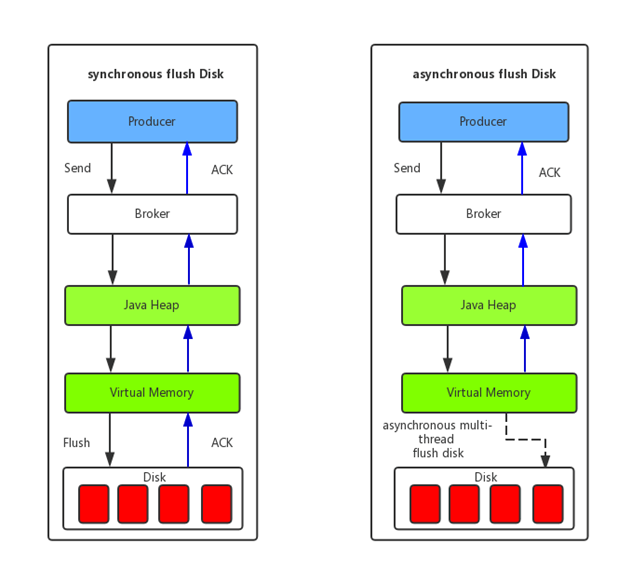 synchronous flush Disk
Producer
Send
ACK
Broker
Java Heap
Virtual Memory
Flush
ACK
Disk
asynchronous flush Disk
Producer
Send
ACK
Broker
Java Heap
Virtual Memory
asynchronous multi-
thread
flush disk
Disk